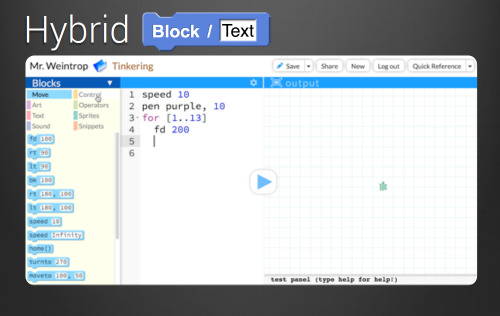 Hybrid Block / Text
Mr. Weintrop Tinkering Save Share New Log out Quick Reference
Blocks output
Move Control
Art Operators
Text Sprites
Sound Snippets
fd 100
rt 90
lt 90
bk 100
rt 180, 100
lt 180, 100
speed 10
speed Infinity
home()
turnto 270
moveto 100, 50
1 speed 10
2 pen purple, 10
3 for [1..13]
4 fd 200
5
6
test panel (type help for help!)